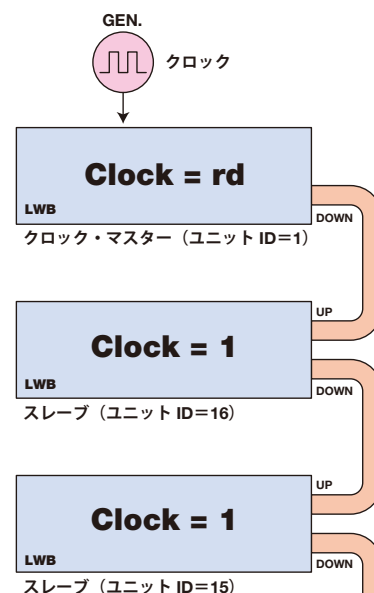 GEN.
クロック
Clock = rd
LWB
DOWN
クロック・マスター（ユニット ID＝1）
UP
Clock = 1
LWB
DOWN
スレーブ（ユニット ID＝16）
UP
Clock = 1
LWB
DOWN
スレーブ（ユニット ID＝15）